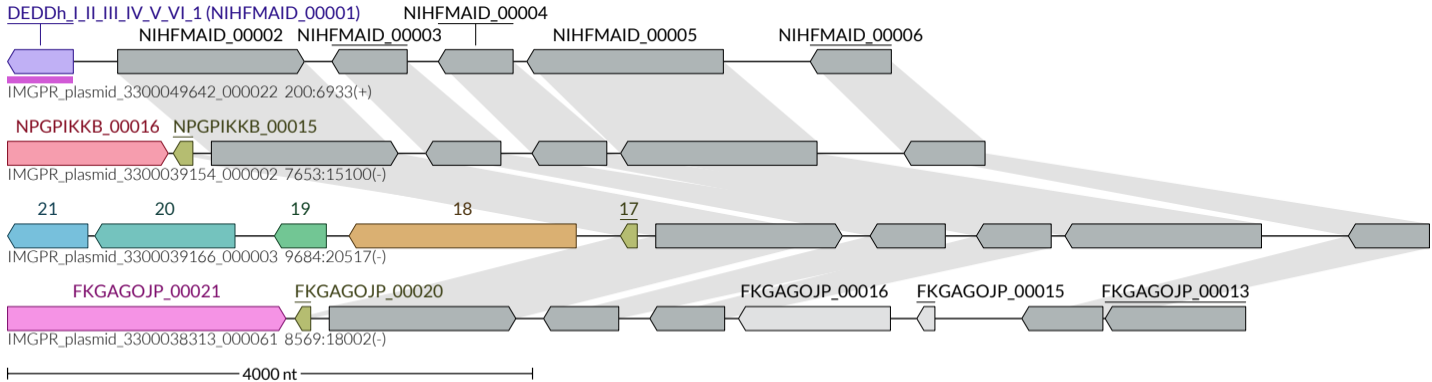 DEDDh_I_II_III_IV_V_VI_1 (NIHFMAID_00001) NIHFMAID_00004
NIHFMAID_00002 NIHFMAID_00003 NIHFMAID_00005 NIHFMAID_00006
IMGPR_plasmid_3300049642_000022 200:6933(+)
NPGPIKKB_00016 NPGPIKKB_00015
IMGPR_plasmid_3300039154_000002 7653:15100(-)
21 20 19 18 17
IMGPR_plasmid_3300039166_000003 9684:20517(-)
FKGAGOJP_00021 FKGAGOJP_00020 FKGAGOJP_00016 FKGAGOJP_00015 FKGAGOJP_00013
IMGPR_plasmid_3300038313_000061 8569:18002(-)
4000 nt